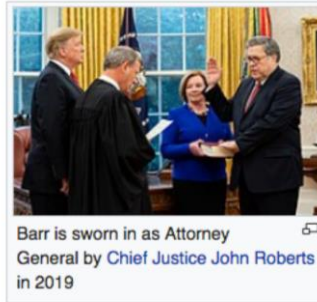 Barr is sworn in as Attorney
General by Chief Justice John Roberts
in 2019